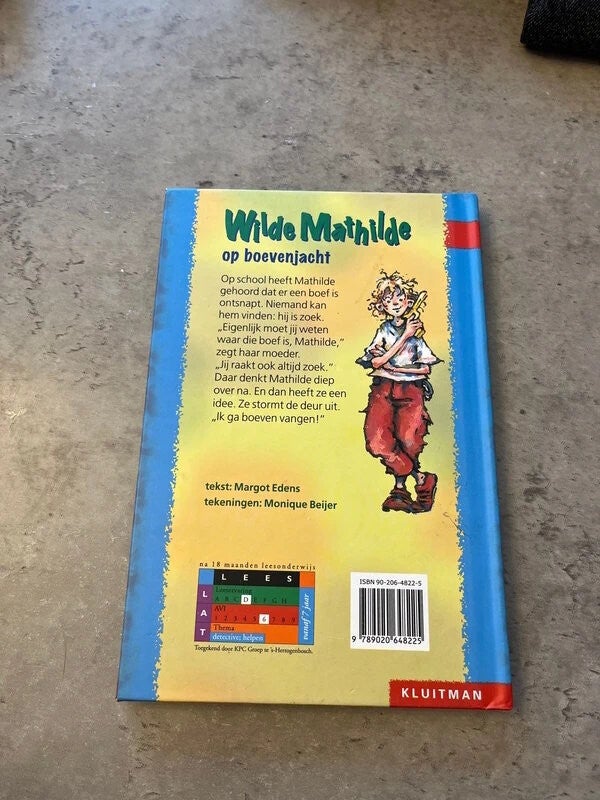 Wilde Mathilde
op boevenjacht
Op school heeft Mathilde
gehoord dat er een boef is
ontsnapt. Niemand kan
hem vinden: hij is zoek.
„Eigenlijk moet jij weten
waar die boef is, Mathilde,”
zegt haar moeder.
„Jij raakt ook altijd zoek.”
Daar denkt Mathilde diep
over na. En dan heeft ze een
idee. Ze stormt de deur uit.
„Ik ga boeven vangen!”
tekst: Margot Edens
tekeningen: Monique Beijer
na 18 maanden leesonderwijs
LEES
LAT
Leeservaring
A B C D E F G H
AVI
1 2 3 4 5 6 7 8 9
Thema
detective; helpen
vanaf 7 jaar
Toegekend door KPC Groep te 's-Hertogenbosch.
ISBN 90-206-4822-5
9 789020 648225
KLUITMAN